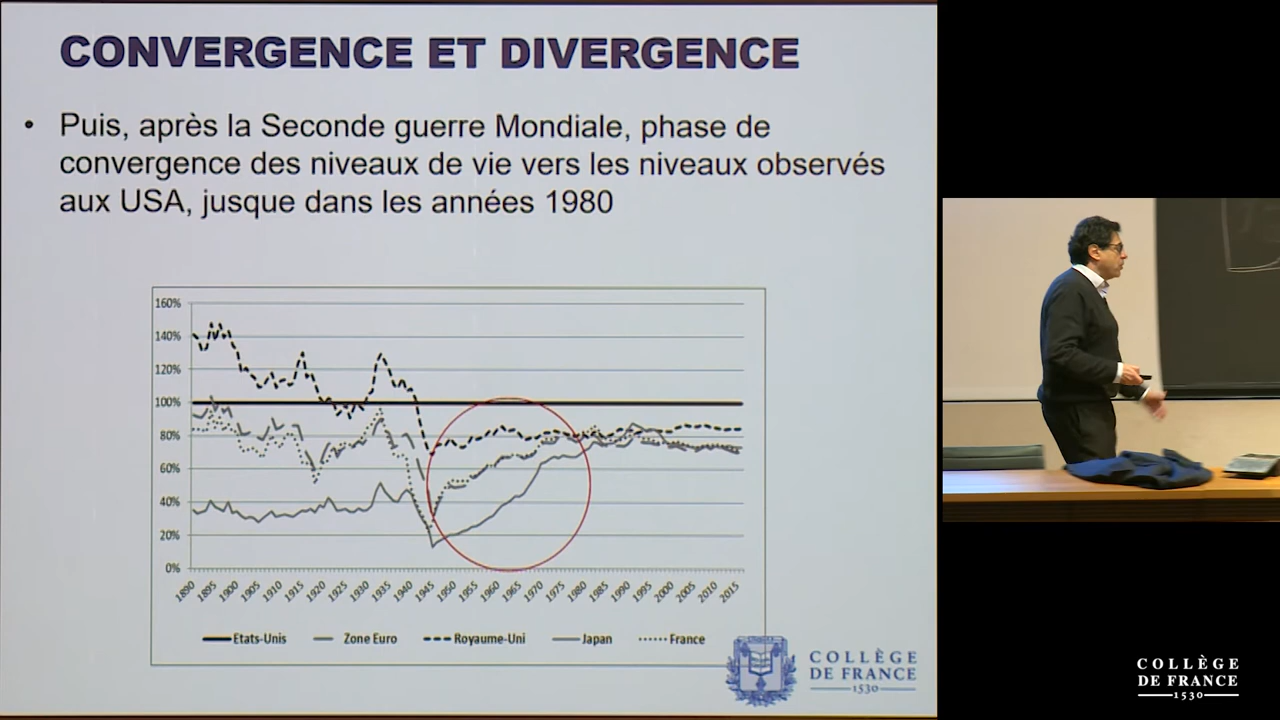 CONVERGENCE ET DIVERGENCE
• Puis, après la Seconde guerre Mondiale, phase de
convergence des niveaux de vie vers les niveaux observés
aux USA, jusque dans les années 1980
160%
140%
120%
100%
80%
60%
40%
20%
0%
1890 1895 1900 1905 1910 1915 1920 1925 1930 1935 1940 1945 1950 1955 1960 1965 1970 1975 1980 1985 1990 1995 2000 2005 2010 2015
Etats-Unis Zone Euro Royaume-Uni Japan France
COLLÈGE
DE FRANCE
1530
COLLÈGE
DE FRANCE
1530